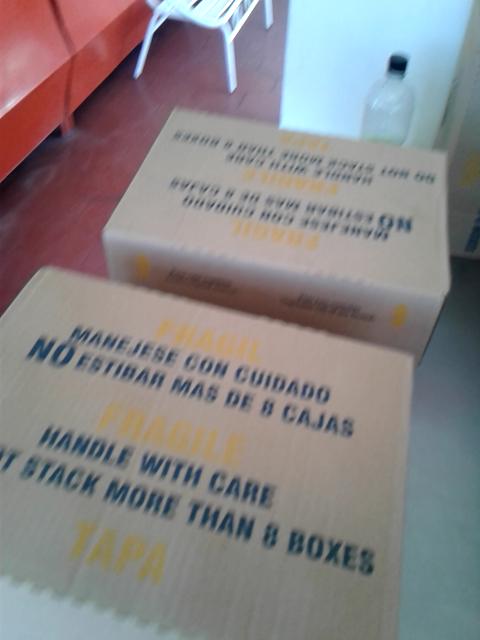 FRAGIL
MANEJESE CON CUIDADO
NO ESTIBAR MAS DE 8 CAJAS
FRAGILE
HANDLE WITH CARE
STACK MORE THAN 8 BOXES
TAPA
FRAGIL
MANEJESE CON CUIDADO
NO ESTIBAR MAS DE 8 CAJAS
FRAGILE
HANDLE WITH CARE
DO NOT STACK MORE THAN 8 BOXES
TAPA